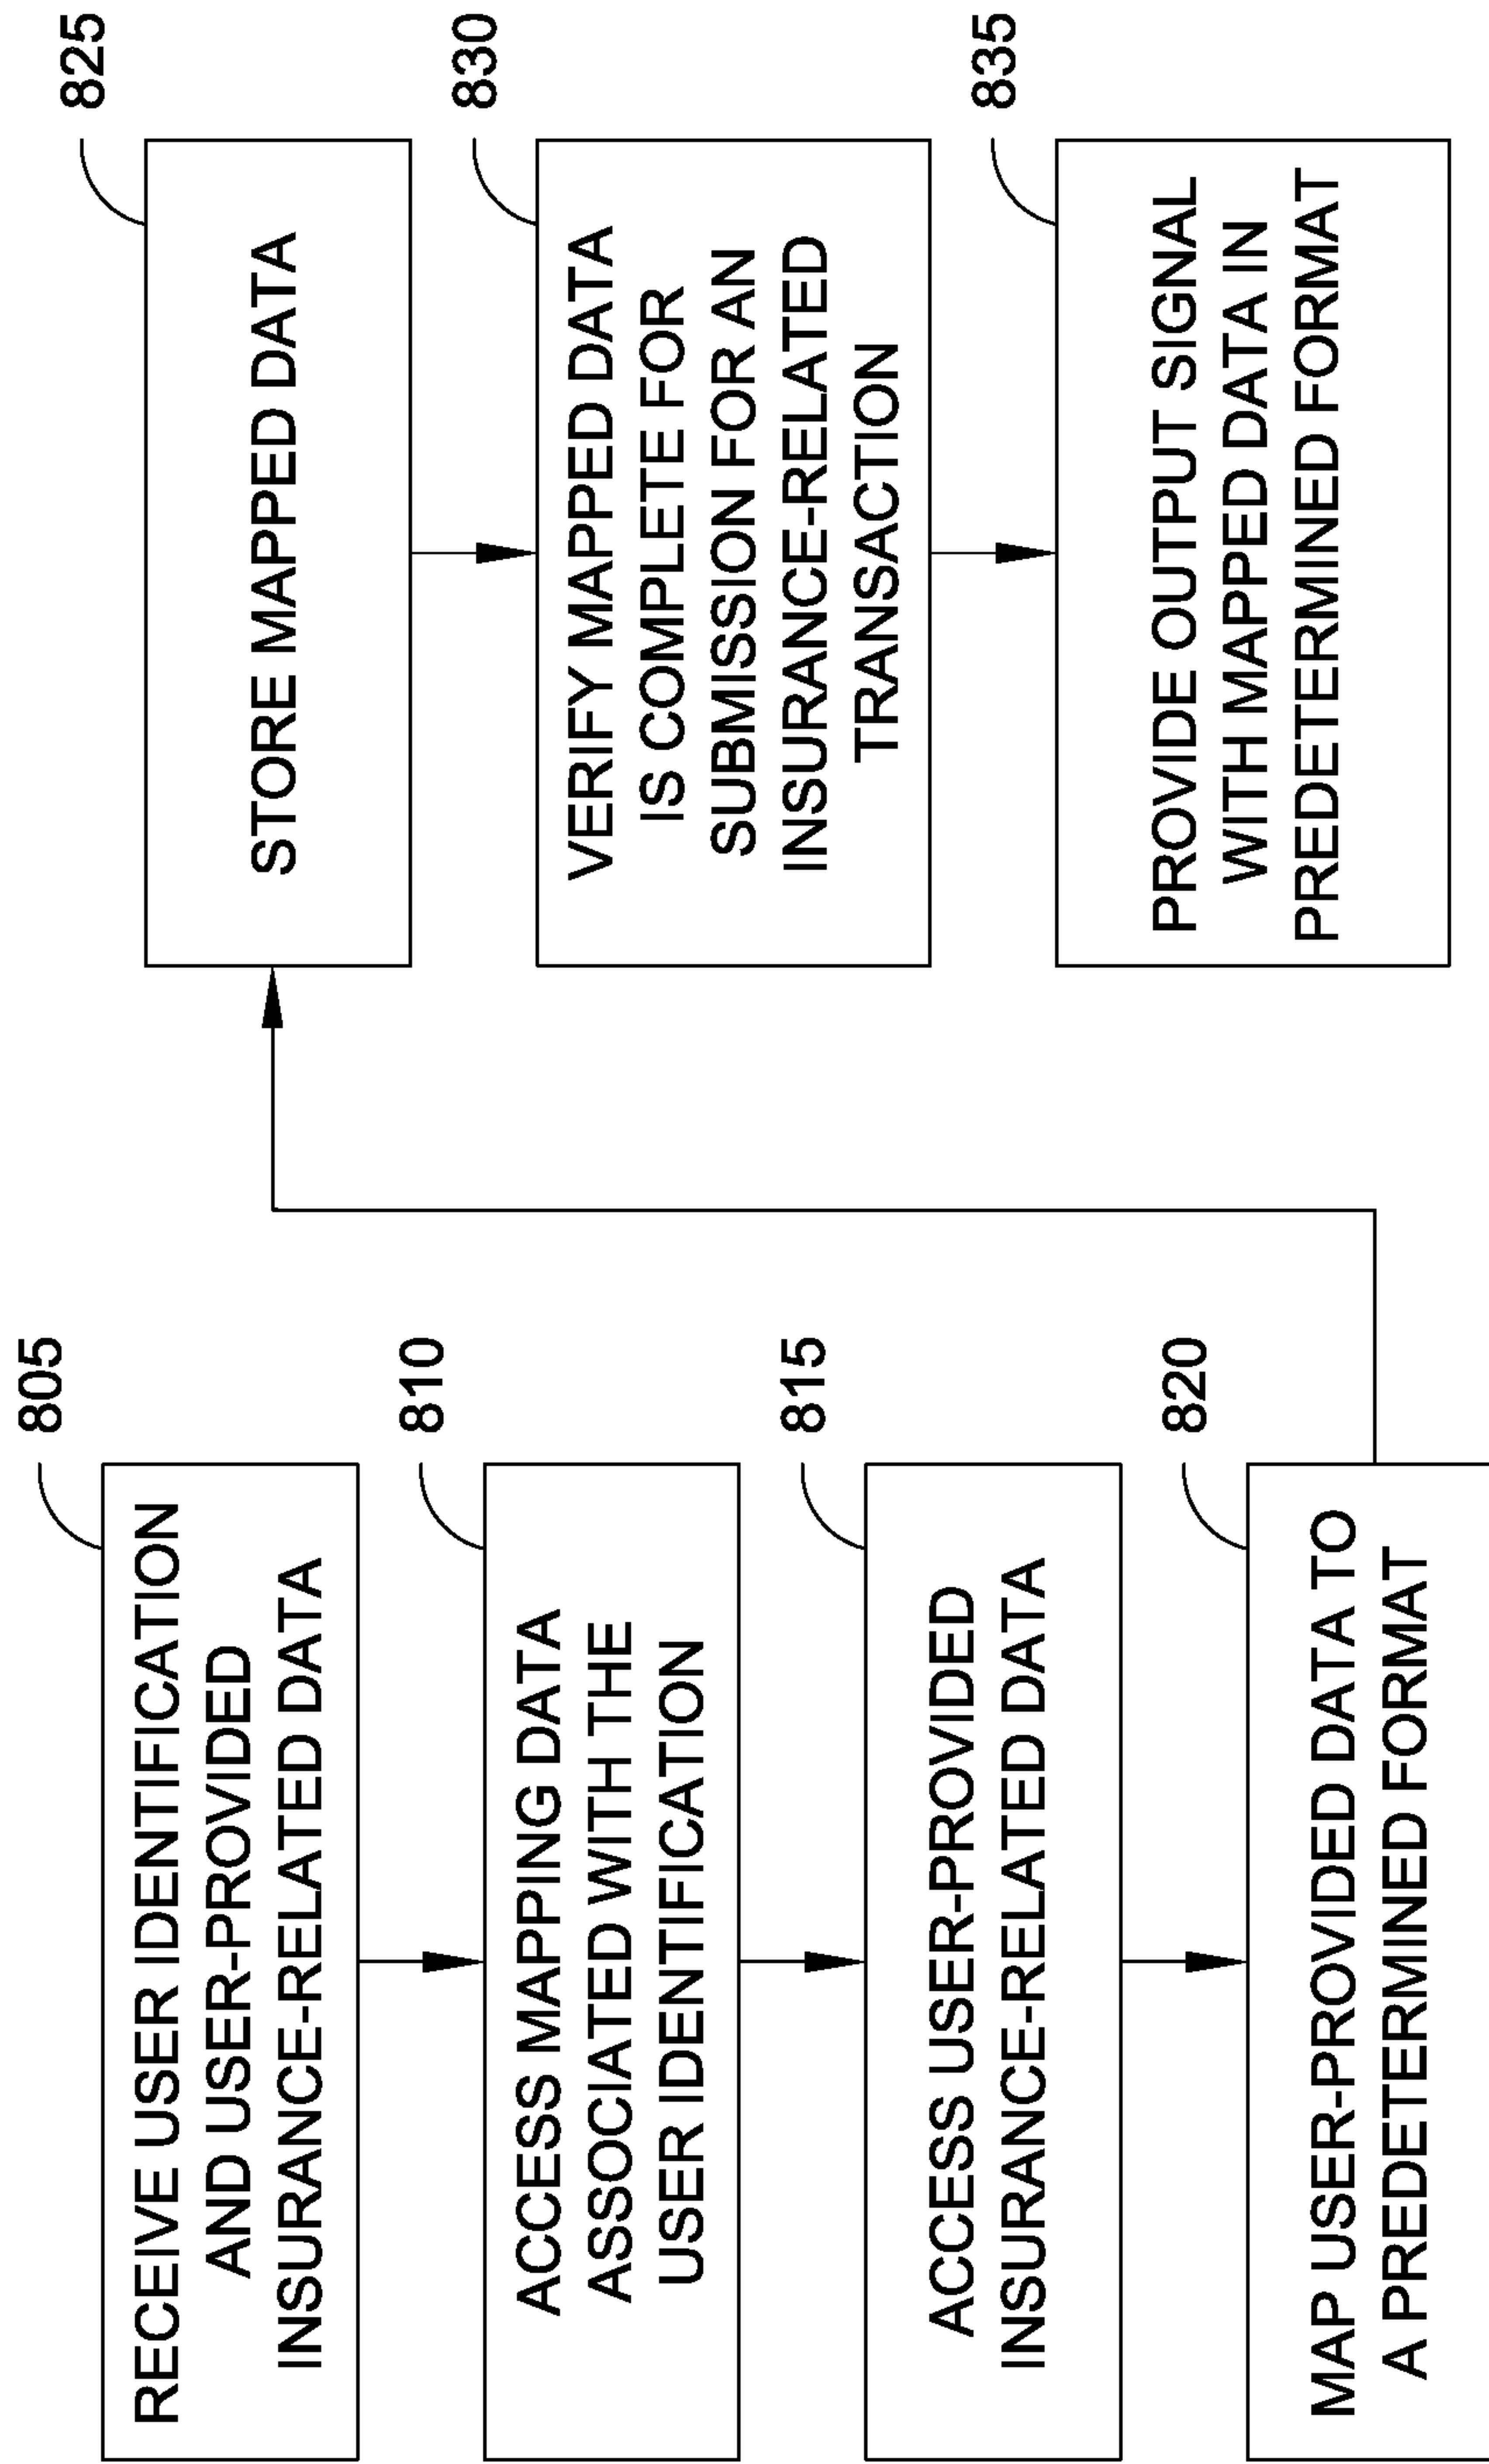 805
RECEIVE USER IDENTIFICATION
AND USER-PROVIDED
INSURANCE-RELATED DATA
810
ACCESS MAPPING DATA
ASSOCIATED WITH THE
USER IDENTIFICATION
815
ACCESS USER-PROVIDED
INSURANCE-RELATED DATA
820
MAP USER-PROVIDED DATA TO
A PREDETERMINED FORMAT
825
STORE MAPPED DATA
830
VERIFY MAPPED DATA
IS COMPLETE FOR
SUBMISSION FOR AN
INSURANCE-RELATED
TRANSACTION
835
PROVIDE OUTPUT SIGNAL
WITH MAPPED DATA IN
PREDETERMINED FORMAT